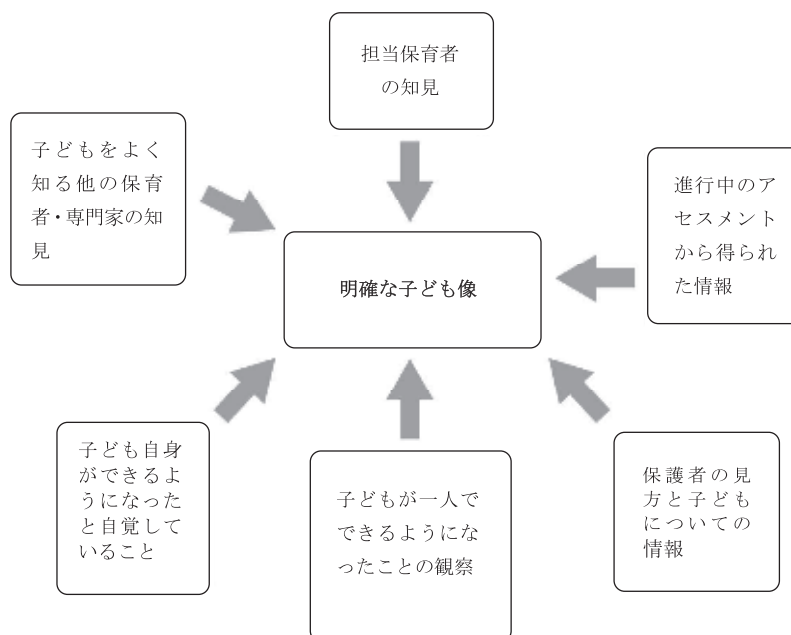 担当保育者
の知見
子どもをよく
知る他の保育
者・専門家の知
見
進行中のア
セスメント
から得られ
た情報
明確な子ども像
子ども自身
ができるよ
うになった
と自覚して
いること
子どもが一人で
できるようにな
ったことの観察
保護者の見
方と子ども
についての
情報